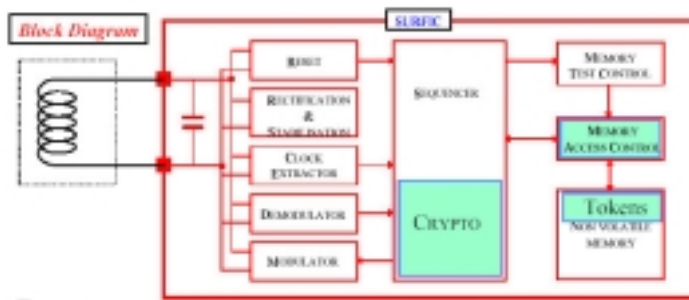 Block Diagram
SURFIC
RESET
RECTIFICATION
&
STABILISATION
CLOCK
EXTRACTOR
DEMODULATOR
MODULATOR
SEQUENCER
CRYPTO
MEMORY
TEST CONTROL
MEMORY
ACCESS CONTROL
Tokens
NON VOLATILE
MEMORY